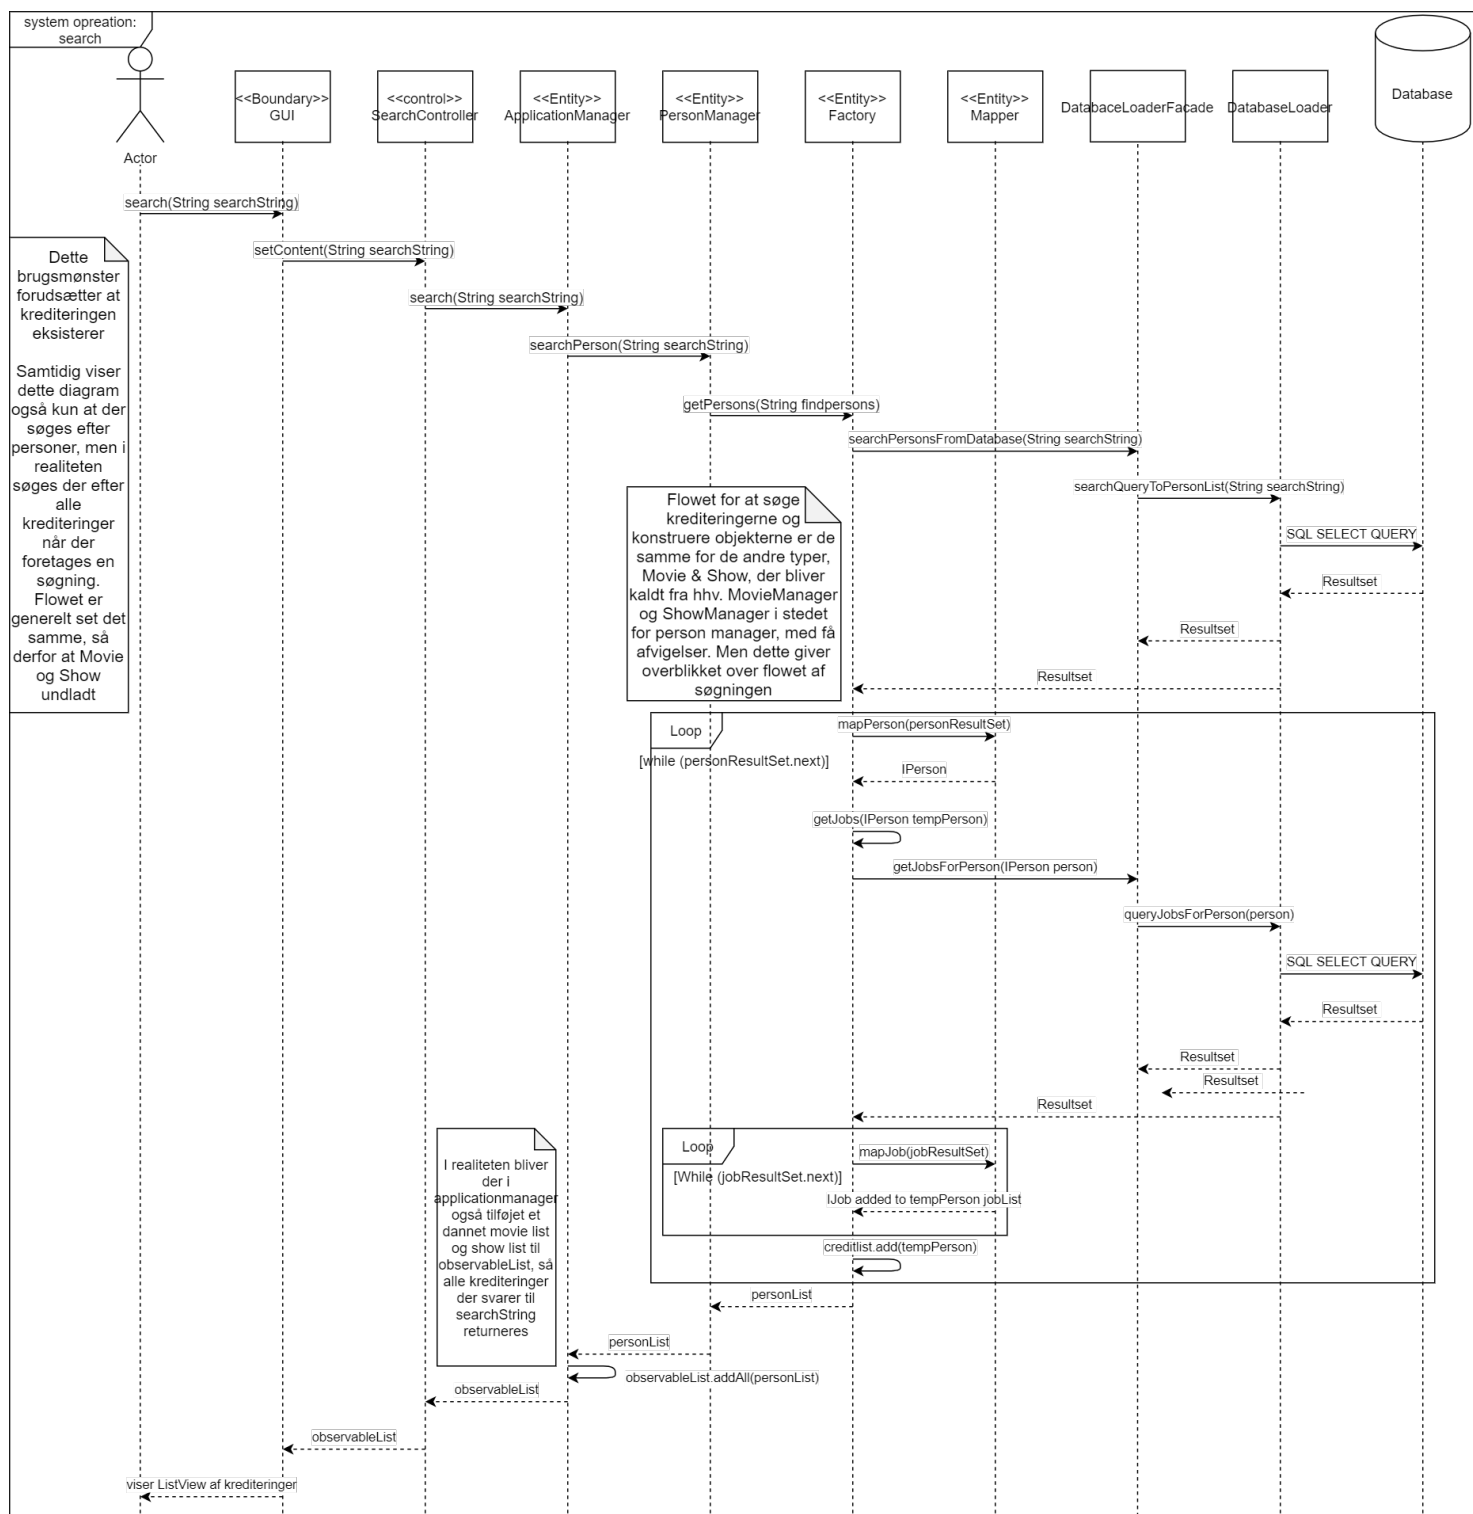 system opreation:
search
<<Boundary>>
GUI
<<control>>
SearchController
<<Entity>>
ApplicationManager
<<Entity>>
PersonManager
<<Entity>>
Factory
<<Entity>>
Mapper
DatabaceLoaderFacade
DatabaseLoader
Database
Actor
search(String searchString)
setContent(String searchString)
search(String searchString)
searchPerson(String searchString)
getPersons(String findpersons)
searchPersonsFromDatabase(String searchString)
searchQueryToPersonList(String searchString)
SQL SELECT QUERY
Resultset
Resultset
Resultset
Dette
brugsmønster
forudsætter at
krediteringen
eksisterer
Samtidig viser
dette diagram
også kun at der
søges efter
personer, men i
realiteten
søges der efter
alle
krediteringer
når der
foretages en
søgning.
Flowet er
generelt set det
samme, så
derfor at Movie
og Show
undladt
Flowet for at søge
krediteringerne og
konstruere objekterne er de
samme for de andre typer,
Movie & Show, der bliver
kaldt fra hhv. MovieManager
og ShowManager i stedet
for person manager, med få
afvigelser. Men dette giver
overblikket over flowet af
søgningen
Loop
[while (personResultSet.next)]
mapPerson(personResultSet)
IPerson
getJobs(IPerson tempPerson)
getJobsForPerson(IPerson person)
queryJobsForPerson(person)
SQL SELECT QUERY
Resultset
Resultset
Resultset
Resultset
Loop
[While (jobResultSet.next)]
mapJob(jobResultSet)
IJob added to tempPerson jobList
creditlist.add(tempPerson)
I realiteten bliver
der i
applicationmanager
også tilføjet et
dannet movie list
og show list til
observableList, så
alle krediteringer
der svarer til
searchString
returneres
personList
personList
observableList.addAll(personList)
observableList
observableList
viser ListView af krediteringer